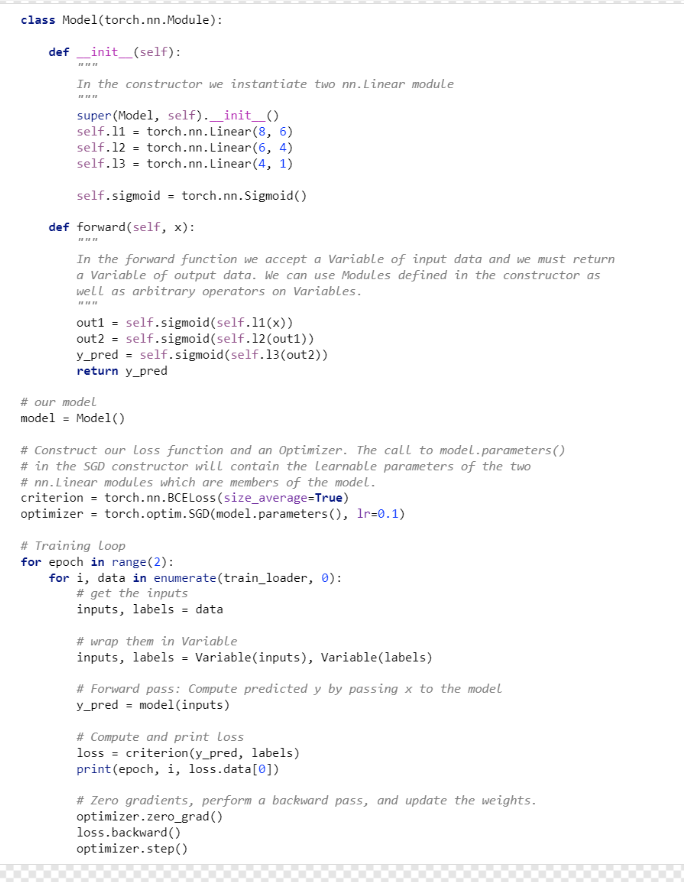 class Model(torch.nn.Module):
def __init__(self):
"""
In the constructor we instantiate two nn.Linear module
"""
super(Model, self).__init__()
self.l1 = torch.nn.Linear(8, 6)
self.l2 = torch.nn.Linear(6, 4)
self.l3 = torch.nn.Linear(4, 1)
self.sigmoid = torch.nn.Sigmoid()
def forward(self, x):
"""
In the forward function we accept a Variable of input data and we must return
a Variable of output data. We can use Modules defined in the constructor as
well as arbitrary operators on Variables.
"""
out1 = self.sigmoid(self.l1(x))
out2 = self.sigmoid(self.l2(out1))
y_pred = self.sigmoid(self.l3(out2))
return y_pred
# our model
model = Model()
# Construct our loss function and an Optimizer. The call to model.parameters()
# in the SGD constructor will contain the learnable parameters of the two
# nn.Linear modules which are members of the model.
criterion = torch.nn.BCELoss(size_average=True)
optimizer = torch.optim.SGD(model.parameters(), lr=0.1)
# Training loop
for epoch in range(2):
for i, data in enumerate(train_loader, 0):
# get the inputs
inputs, labels = data
# wrap them in Variable
inputs, labels = Variable(inputs), Variable(labels)
# Forward pass: Compute predicted y by passing x to the model
y_pred = model(inputs)
# Compute and print loss
loss = criterion(y_pred, labels)
print(epoch, i, loss.data[0])
# Zero gradients, perform a backward pass, and update the weights.
optimizer.zero_grad()
loss.backward()
optimizer.step()